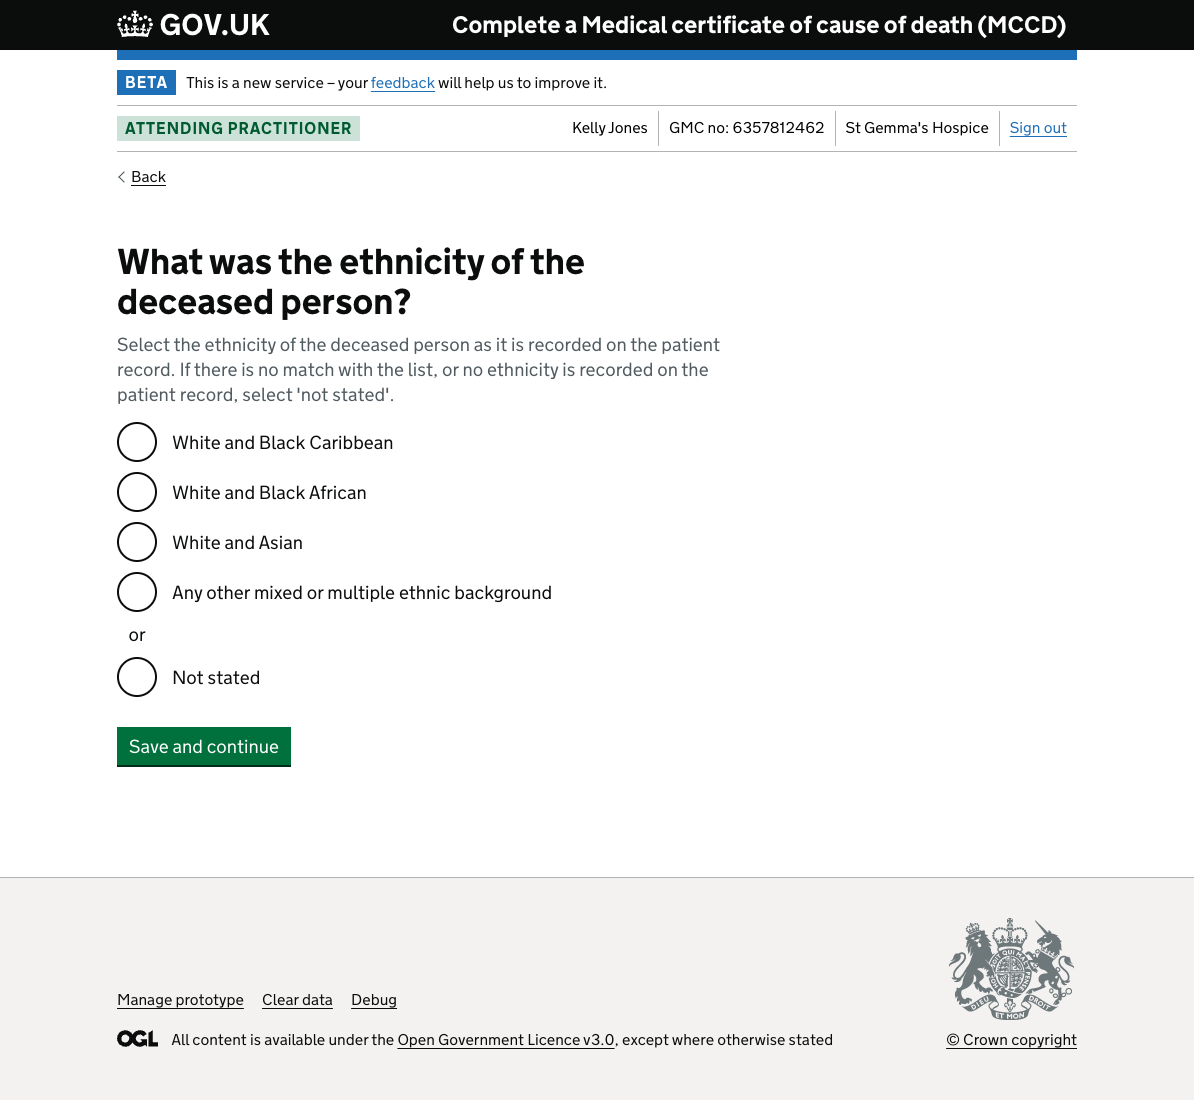 GOV.UK
Complete a Medical certificate of cause of death (MCCD)
BETA This is a new service – your feedback will help us to improve it.
ATTENDING PRACTITIONER
Kelly Jones
GMC no: 6357812462
St Gemma's Hospice
Sign out
Back
What was the ethnicity of the
deceased person?
Select the ethnicity of the deceased person as it is recorded on the patient
record. If there is no match with the list, or no ethnicity is recorded on the
patient record, select 'not stated'.
White and Black Caribbean
White and Black African
White and Asian
Any other mixed or multiple ethnic background
or
Not stated
Save and continue
Manage prototype
Clear data
Debug
OGL All content is available under the Open Government Licence v3.0, except where otherwise stated
DIEU ET MON DROIT
© Crown copyright